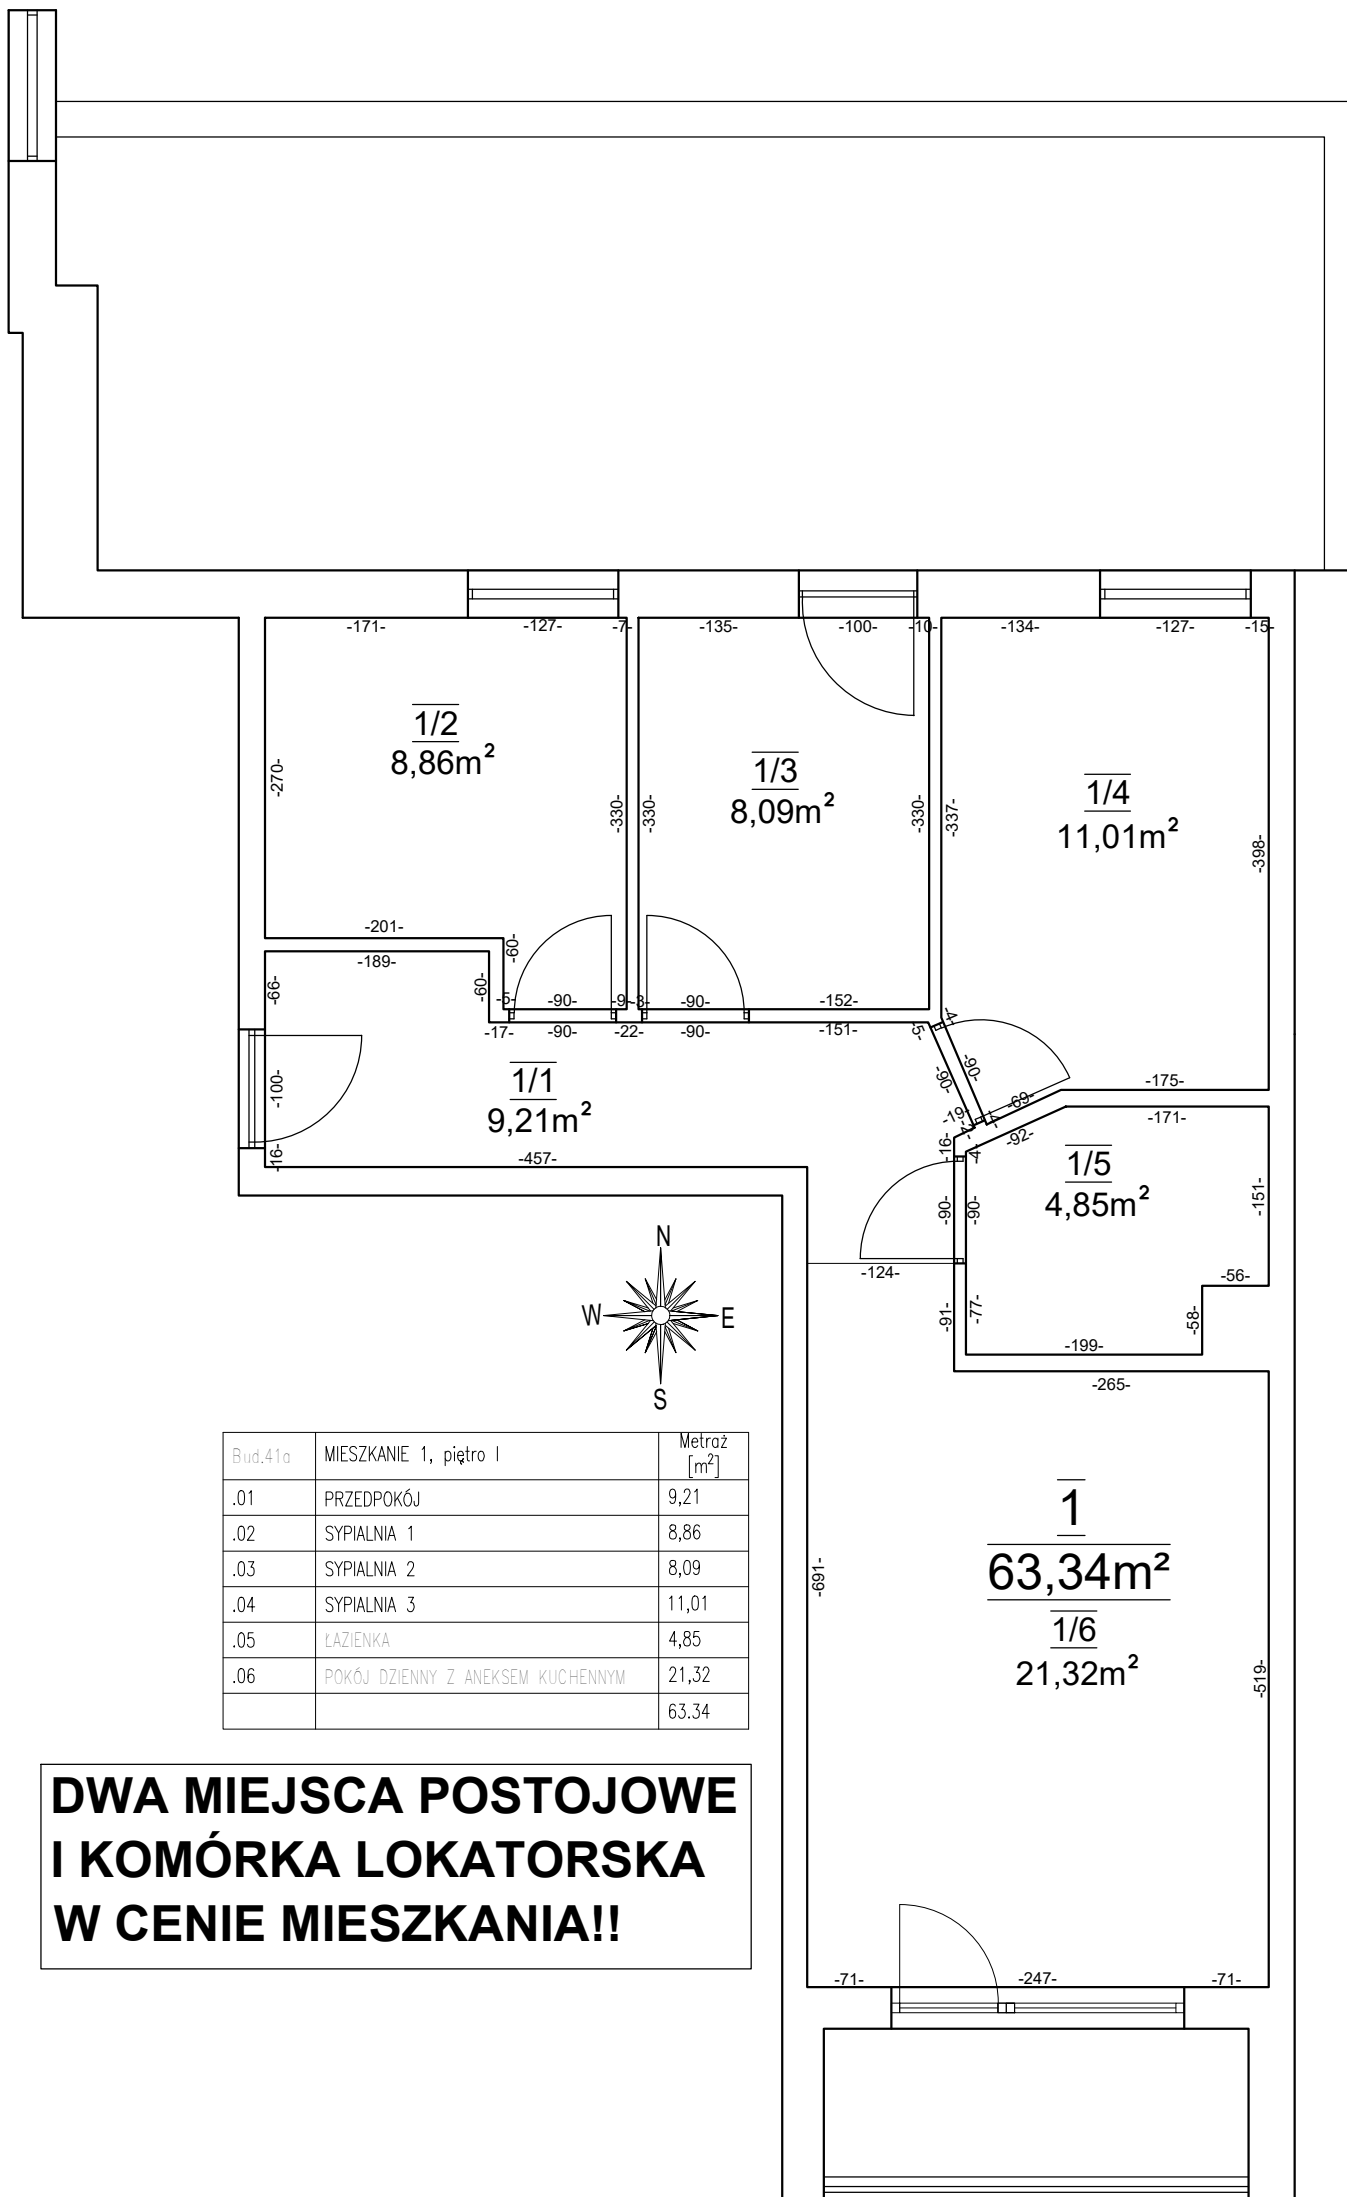 -171- -127- -7- -135- -100- -10- -134- -127- -15-
1/2
8,86m²
1/3
8,09m²
1/4
11,01m²
-270- -330- -330- -330- -337- -398-
-201- -60-
-189- -60-
-66-
-5- -90- -9- -3- -90- -152- -4-
-17- -90- -22- -90- -151- -5-
1/1
9,21m²
-100-
-16-
-457-
-90- -90- -69- -175-
-19- -4- -92- -171-
-2-
-16- -4-
1/5
4,85m²
-90- -90- -151-
-124- -56-
-91- -77- -58-
-199-
-265-
N
W E
S
Bud.41a MIESZKANIE 1, piętro I Metraż [m²]
.01 PRZEDPOKÓJ 9,21
.02 SYPIALNIA 1 8,86
.03 SYPIALNIA 2 8,09
.04 SYPIALNIA 3 11,01
.05 ŁAZIENKA 4,85
.06 POKÓJ DZIENNY Z ANEKSEM KUCHENNYM 21,32
63.34
1
63,34m²
1/6
21,32m²
-691- -519-
DWA MIEJSCA POSTOJOWE
I KOMÓRKA LOKATORSKA
W CENIE MIESZKANIA!!
-71- -247- -71-